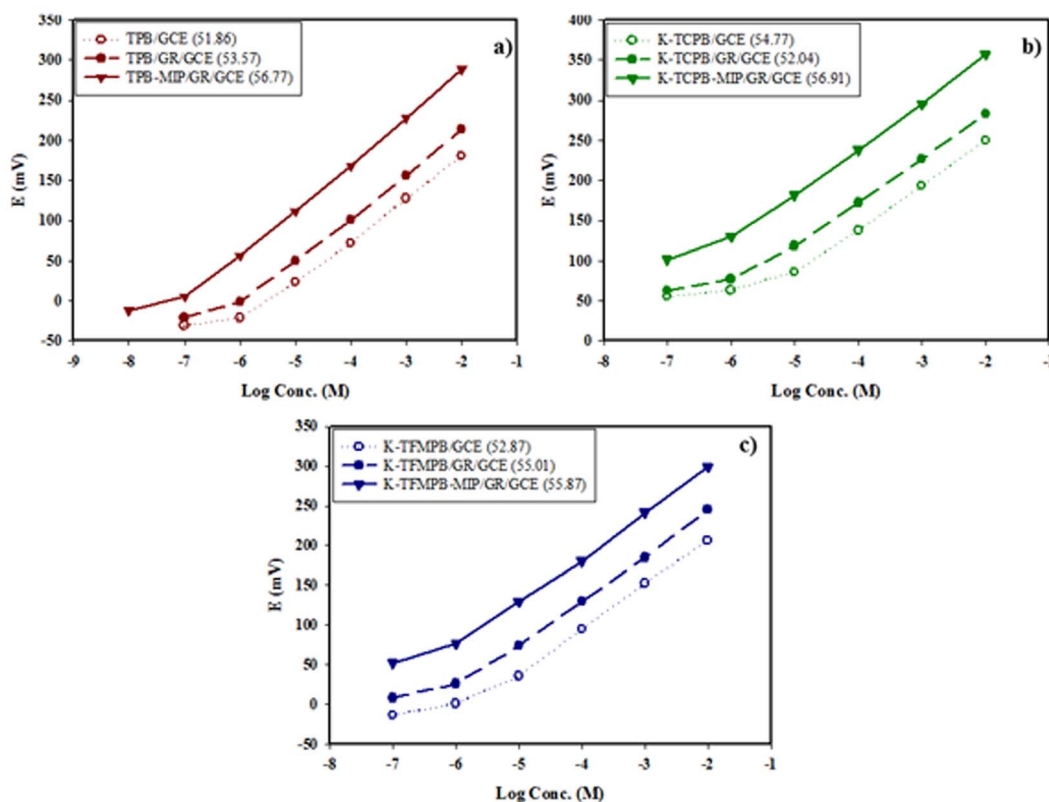 a)
TPB/GCE (51.86)
TPB/GR/GCE (53.57)
TPB-MIP/GR/GCE (56.77)
350
300
250
200
150
100
50
0
-50
E (mV)
-9 -8 -7 -6 -5 -4 -3 -2 -1
Log Conc. (M)
b)
K-TCPB/GCE (54.77)
K-TCPB/GR/GCE (52.04)
K-TCPB-MIP/GR/GCE (56.91)
400
350
300
250
200
150
100
50
0
E (mV)
-8 -7 -6 -5 -4 -3 -2 -1
Log Conc. (M)
c)
K-TFMPB/GCE (52.87)
K-TFMPB/GR/GCE (55.01)
K-TFMPB-MIP/GR/GCE (55.87)
350
300
250
200
150
100
50
0
-50
E (mV)
-8 -7 -6 -5 -4 -3 -2 -1
Log Conc. (M)